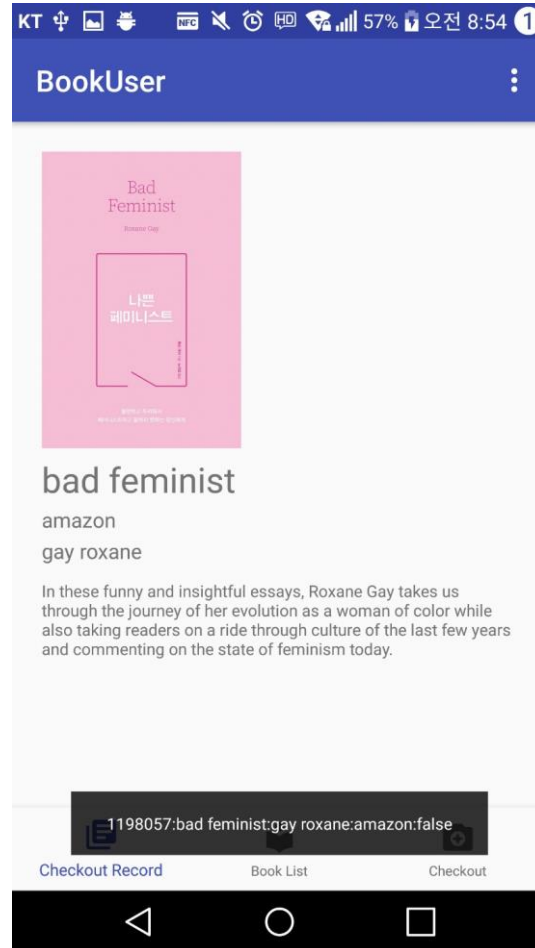 KT NFC HD 57% 오전 8:54 1
BookUser
Bad
Feminist
Roxane Gay
나쁜
페미니스트
bad feminist
amazon
gay roxane
In these funny and insightful essays, Roxane Gay takes us
through the journey of her evolution as a woman of color while
also taking readers on a ride through culture of the last few years
and commenting on the state of feminism today.
1198057:bad feminist:gay roxane:amazon:false
Checkout Record
Book List
Checkout